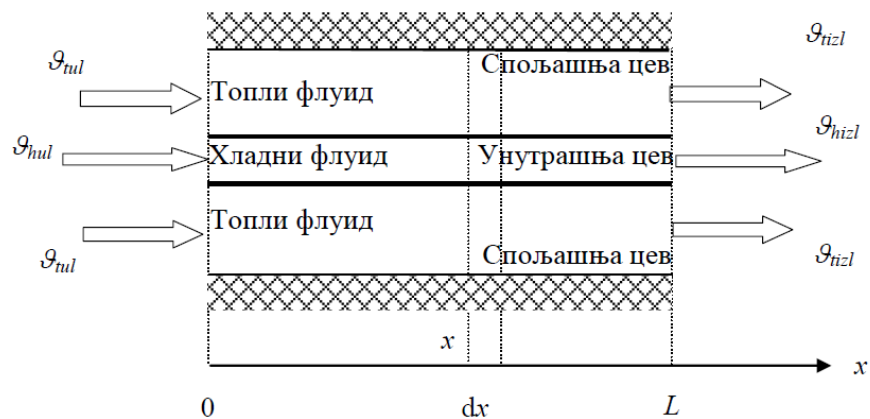 ϑtizl
ϑtul
Спољашња цев
Топли флуид
ϑhul
ϑhizl
Хладни флуид
Унутрашња цев
Топли флуид
ϑtul
Спољашња цев
ϑtizl
x
x
0
dx
L